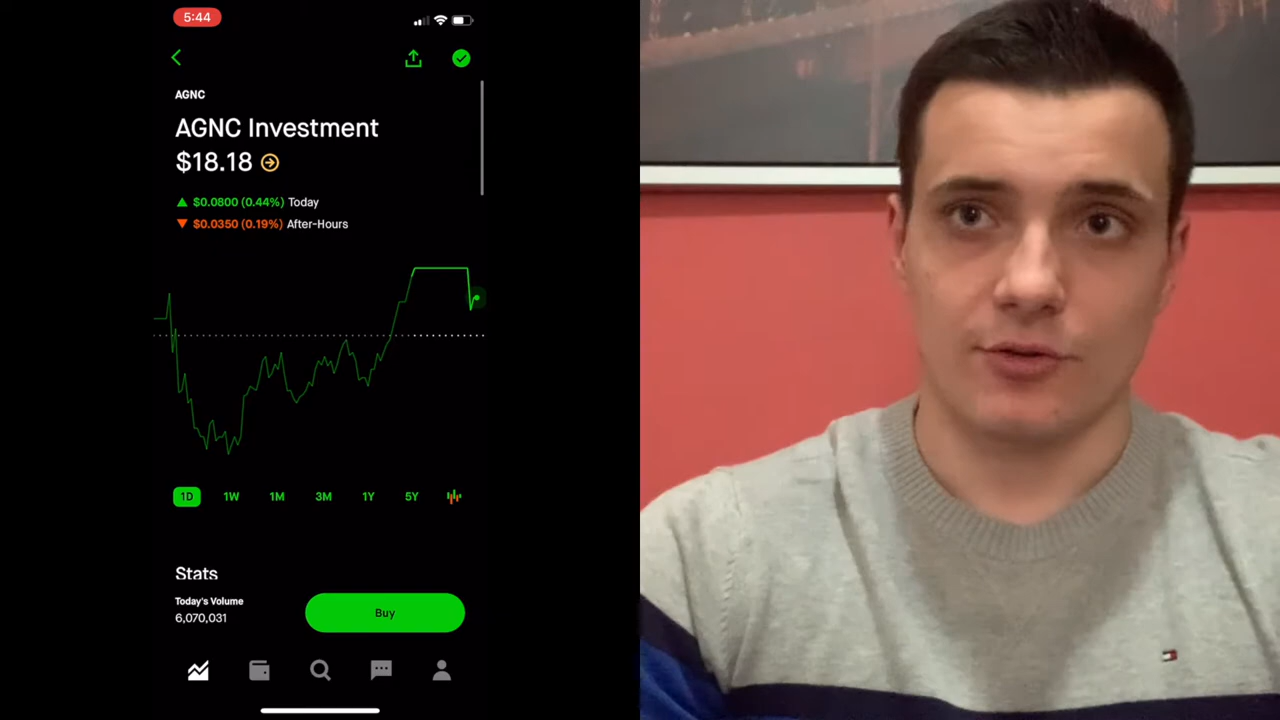 5:44
AGNC
AGNC Investment
$18.18
▲ $0.0800 (0.44%) Today
▼ $0.0350 (0.19%) After-Hours
1D 1W 1M 3M 1Y 5Y
Stats
Today's Volume
6,070,031
Buy